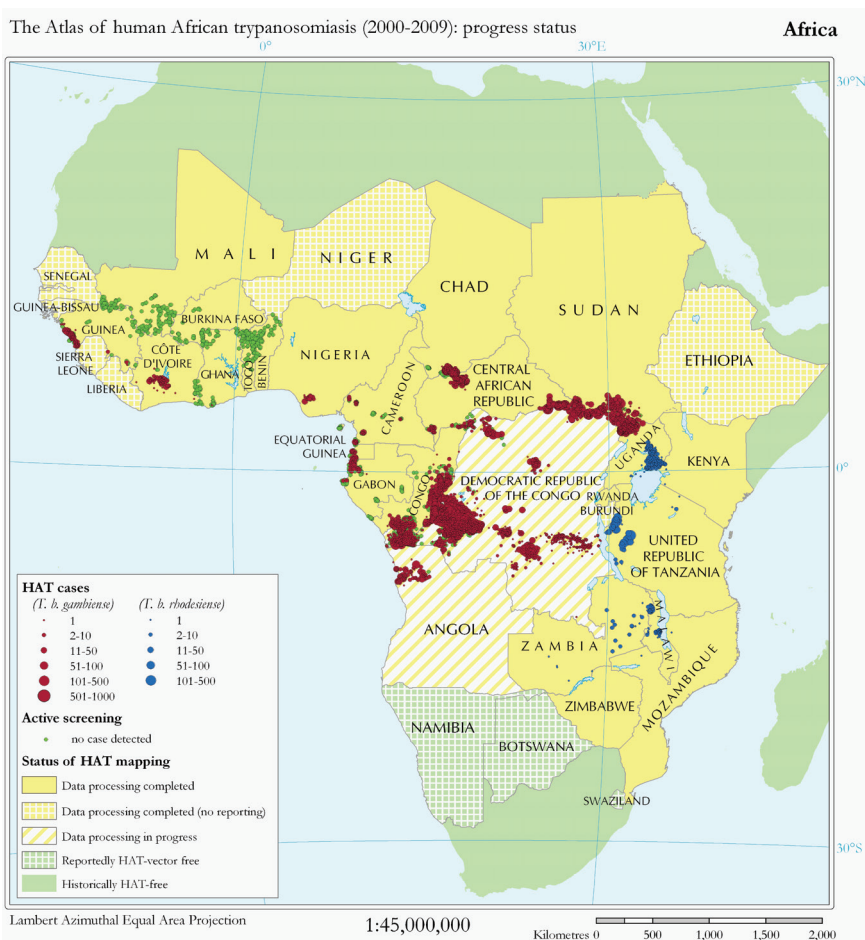 The Atlas of human African trypanosomiasis (2000-2009): progress status
Africa
0°
30°E
30°N
MALI
NIGER
CHAD
SUDAN
SENEGAL
GUINEA-BISSAU
GUINEA
BURKINA FASO
SIERRA
LEONE
LIBERIA
CÔTE
D'IVOIRE
GHANA
TOGO
BENIN
NIGERIA
CAMEROON
CENTRAL
AFRICAN
REPUBLIC
ETHIOPIA
EQUATORIAL
GUINEA
GABON
CONGO
DEMOCRATIC REPUBLIC
OF THE CONGO
UGANDA
KENYA
0°
RWANDA
BURUNDI
UNITED
REPUBLIC
OF TANZANIA
ANGOLA
ZAMBIA
MALAWI
MOZAMBIQUE
ZIMBABWE
NAMIBIA
BOTSWANA
SWAZILAND
30°S
HAT cases
(T. b. gambiense) (T. b. rhodesiense)
1 1
2-10 2-10
11-50 11-50
51-100 51-100
101-500 101-500
501-1000
Active screening
no case detected
Status of HAT mapping
Data processing completed
Data processing completed (no reporting)
Data processing in progress
Reportedly HAT-vector free
Historically HAT-free
Lambert Azimuthal Equal Area Projection
1:45,000,000
Kilometres 0 500 1,000 1,500 2,000